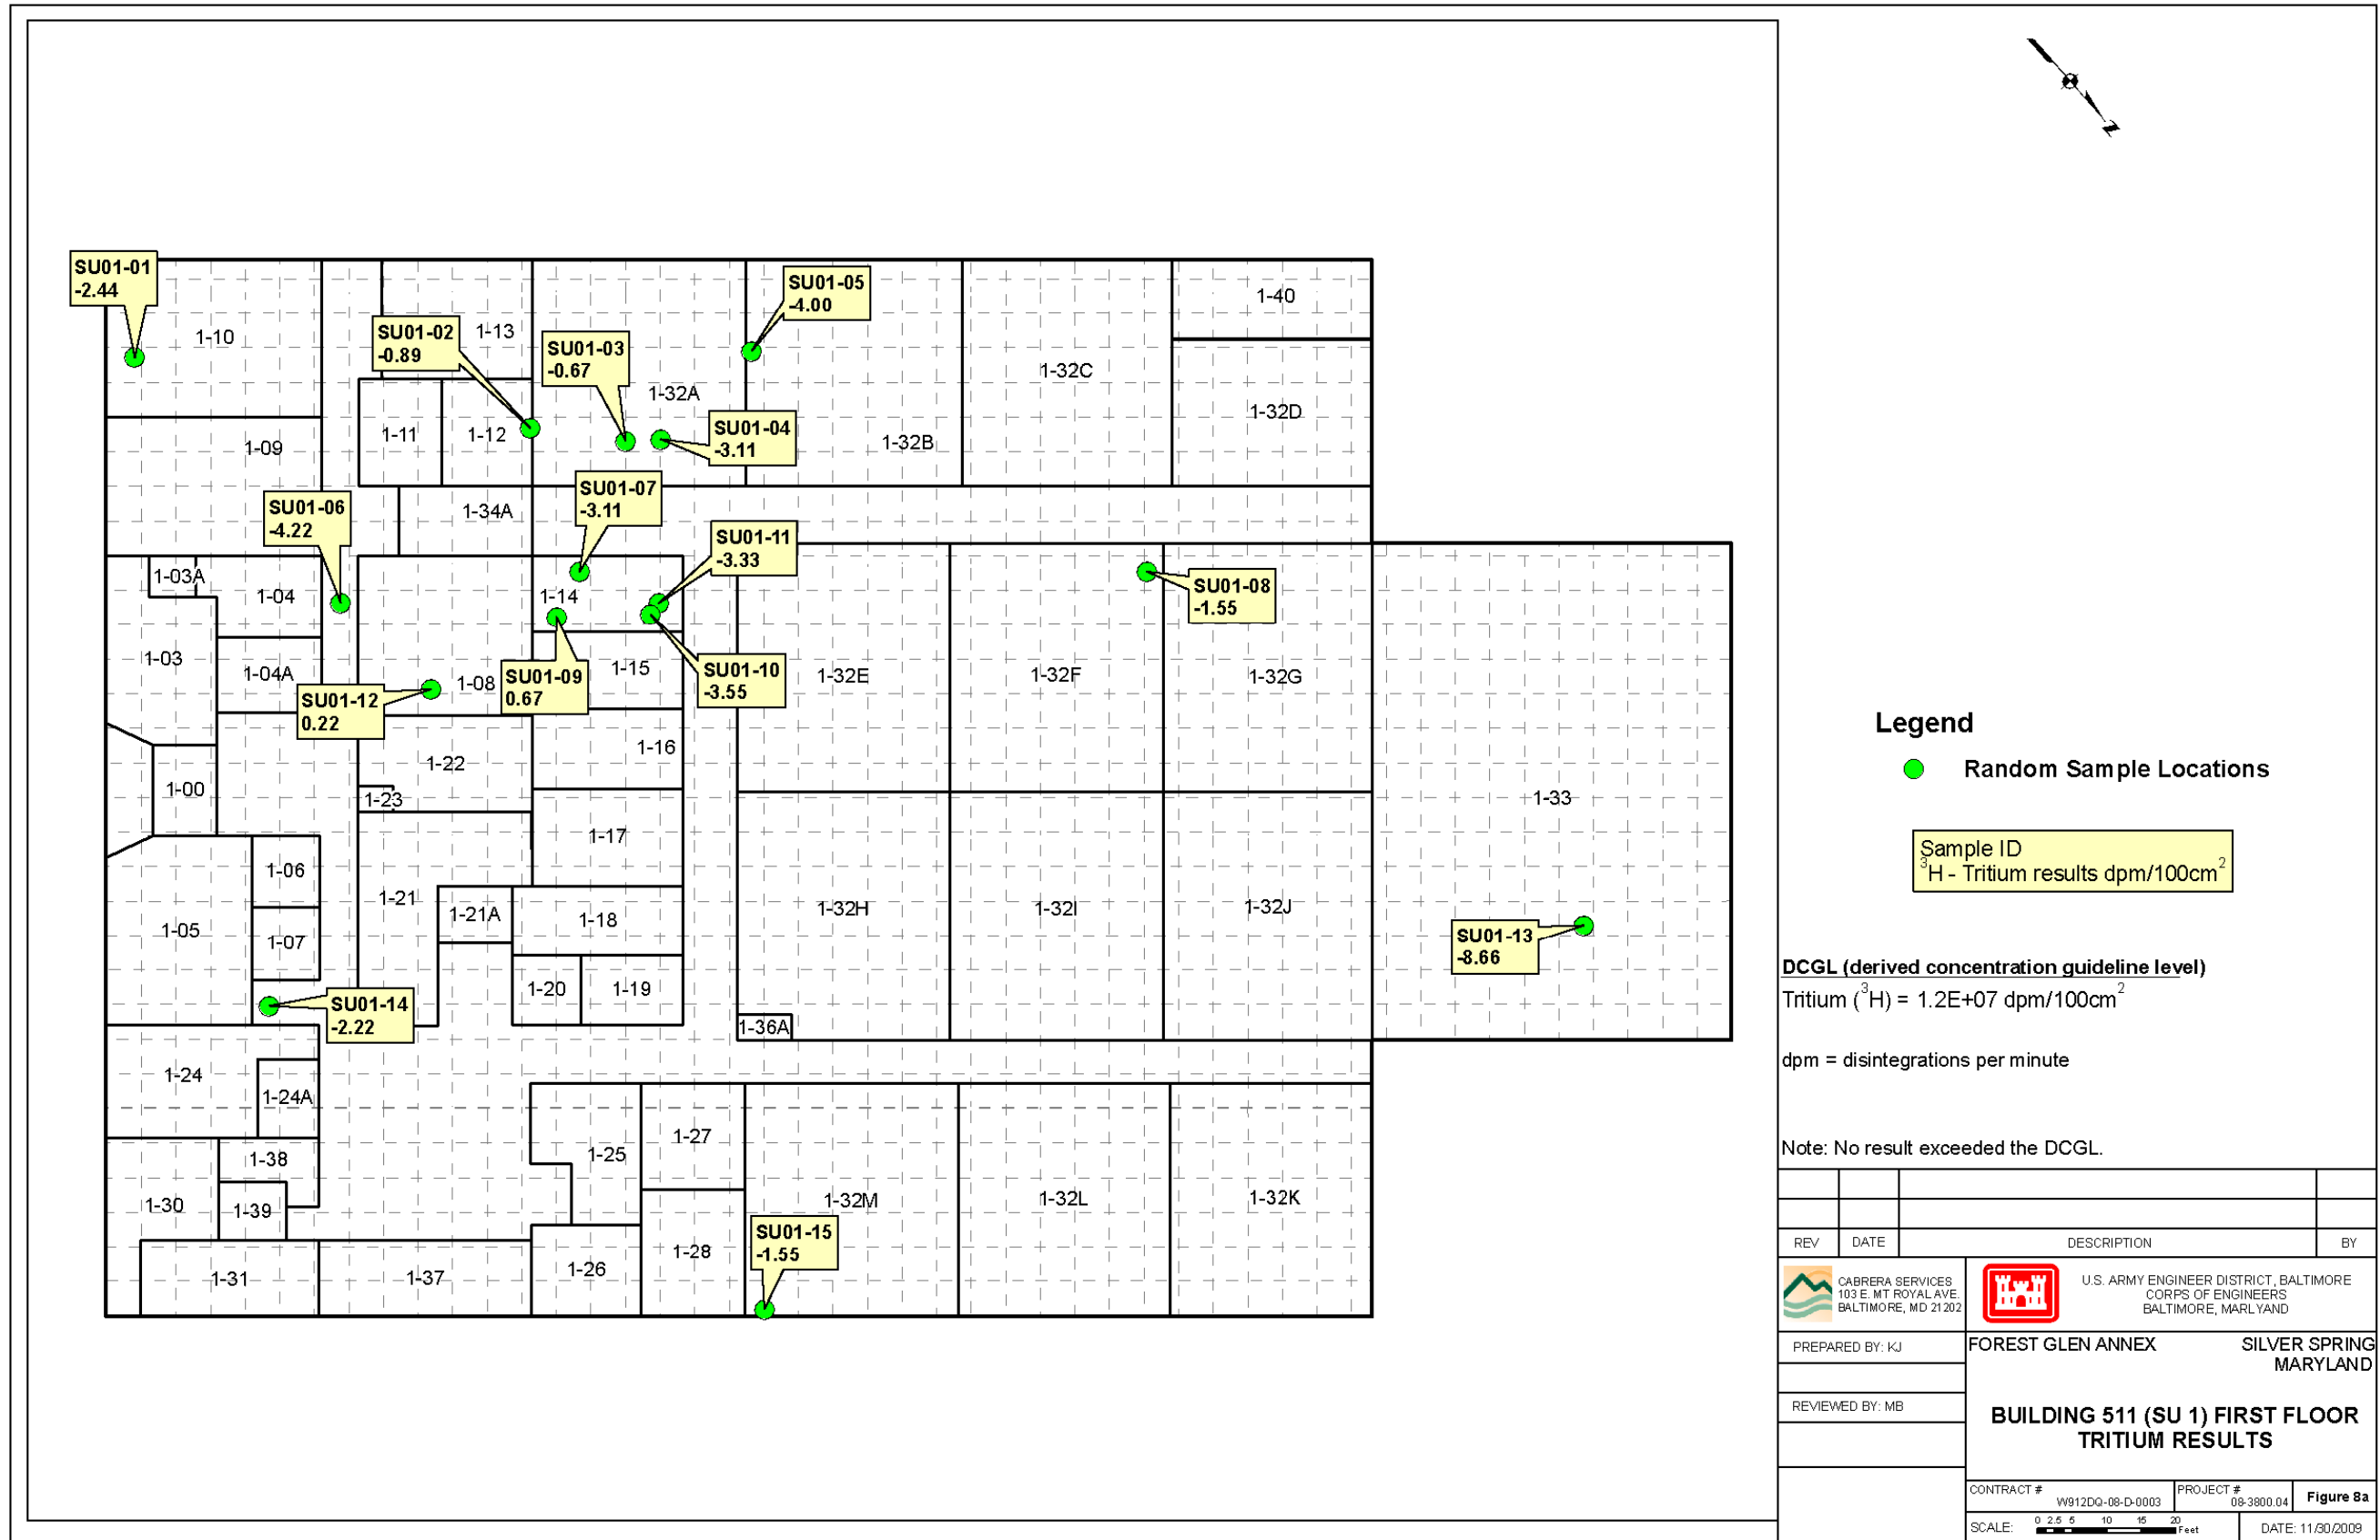 SU01-01
-2.44
1-10
SU01-02
-0.89
1-13
SU01-03
-0.67
1-32A
SU01-05
-4.00
1-40
1-32C
1-32D
1-11
1-12
SU01-04
-3.11
1-32B
1-09
SU01-06
-4.22
1-34A
SU01-07
-3.11
SU01-11
-3.33
1-03A
1-04
1-14
SU01-08
-1.55
1-03
1-04A
SU01-12
0.22
1-08
SU01-09
0.67
1-15
SU01-10
-3.55
1-32E
1-32F
1-32G
1-00
1-22
1-23
1-16
1-33
1-17
1-06
1-05
1-07
1-21
1-21A
1-18
1-32H
1-32I
1-32J
SU01-13
-8.66
1-20
1-19
SU01-14
-2.22
1-36A
1-24
1-24A
1-38
1-30
1-39
1-25
1-27
1-32M
1-32L
1-32K
1-31
1-37
1-26
1-28
SU01-15
-1.55
N
Legend
Random Sample Locations
Sample ID
³H - Tritium results dpm/100cm²
DCGL (derived concentration guideline level)
Tritium (³H) = 1.2E+07 dpm/100cm²
dpm = disintegrations per minute
Note: No result exceeded the DCGL.
REV DATE DESCRIPTION BY
CABRERA SERVICES
103 E. MT ROYAL AVE.
BALTIMORE, MD 21202
U.S. ARMY ENGINEER DISTRICT, BALTIMORE
CORPS OF ENGINEERS
BALTIMORE, MARLYAND
PREPARED BY: KJ
REVIEWED BY: MB
FOREST GLEN ANNEX SILVER SPRING
MARYLAND
BUILDING 511 (SU 1) FIRST FLOOR
TRITIUM RESULTS
CONTRACT #
W912DQ-08-D-0003
PROJECT #
08-3800.04
Figure 8a
SCALE: 0 2.5 5 10 15 20 Feet
DATE: 11/30/2009